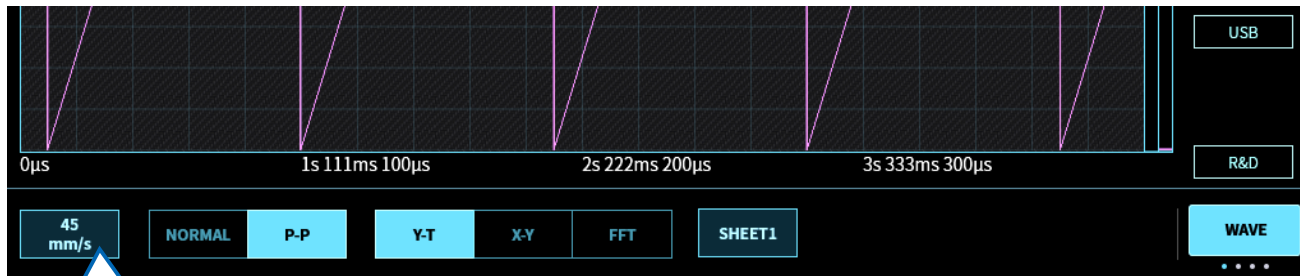 USB
0μs 1s 111ms 100μs 2s 222ms 200μs 3s 333ms 300μs
R&D
45
mm/s
NORMAL P-P Y-T X-Y FFT SHEET1 WAVE